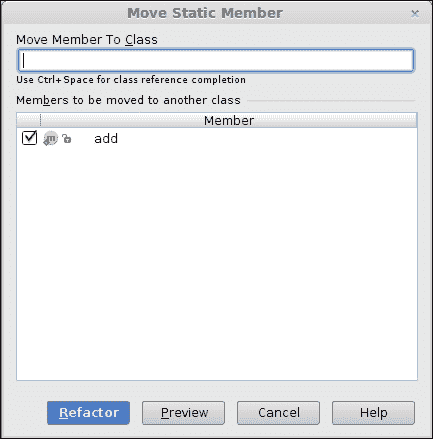 Move Static Member
Move Member To Class
Use Ctrl+Space for class reference completion
Members to be moved to another class
Member
add
Refactor Preview Cancel Help